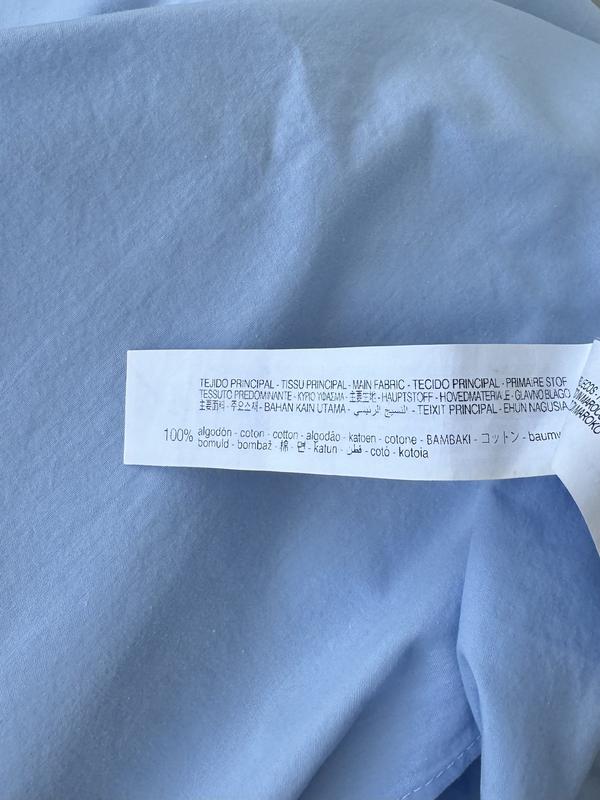 TEJIDO PRINCIPAL - TISSU PRINCIPAL - MAIN FABRIC - TECIDO PRINCIPAL - PRIMAIRE STOF
TESSUTO PREDOMINANTE - ΚΥΡΙΟ ΥΦΑΣΜΑ - 主要生地 - HAUPTSTOFF - HOVEDMATERIALE - GLAVNO BLAGO
主要面料 - 주요소재 - BAHAN KAIN UTAMA - النسيج الرئيسي - TEIXIT PRINCIPAL - EHUN NAGUSIA
100% algodón - coton - cotton - algodão - katoen - cotone - ΒΑΜΒΑΚΙ - コットン - baumw
bomuld - bombaž - 棉 - 면 - katun - قطن - cotó - kotoia